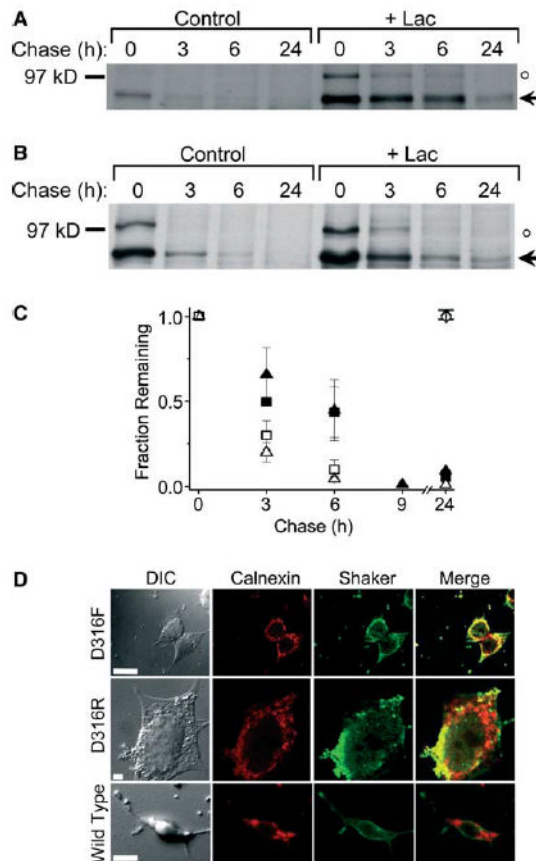 A
Control
+ Lac
Chase (h): 0 3 6 24 0 3 6 24
97 kD
B
Control
+ Lac
Chase (h): 0 3 6 24 0 3 6 24
97 kD
C
Fraction Remaining
1.0
0.5
0.0
0 3 6 9 24
Chase (h)
D
DIC Calnexin Shaker Merge
D316F
D316R
Wild Type